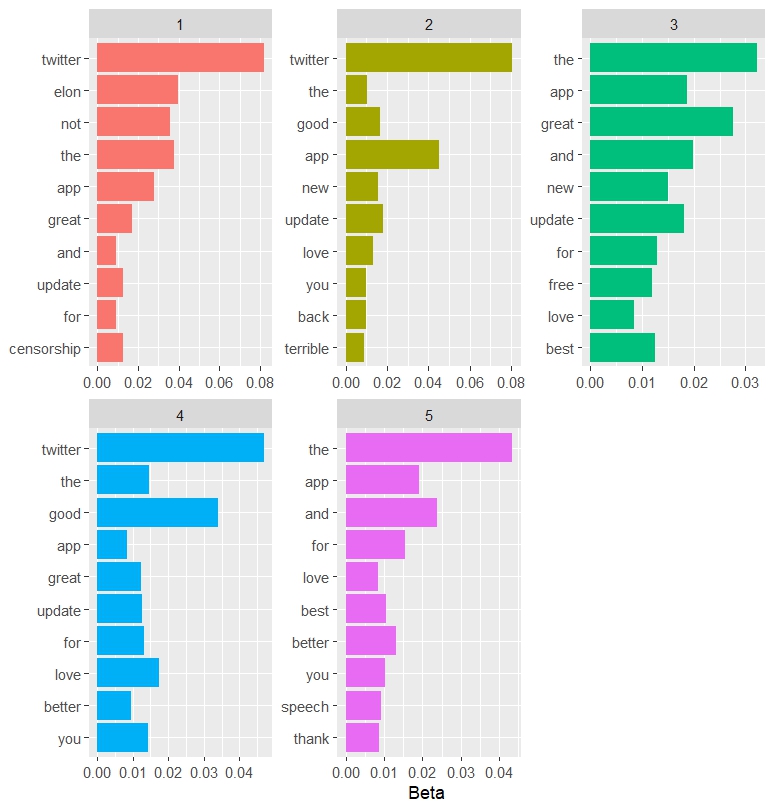 1
twitter
elon
not
the
app
great
and
update
for
censorship
0.00 0.02 0.04 0.06 0.08
2
twitter
the
good
app
new
update
love
you
back
terrible
0.00 0.02 0.04 0.06 0.08
3
the
app
great
and
new
update
for
free
love
best
0.00 0.01 0.02 0.03
4
twitter
the
good
app
great
update
for
love
better
you
0.00 0.01 0.02 0.03 0.04
5
the
app
and
for
love
best
better
you
speech
thank
0.00 0.01 0.02 0.03 0.04
Beta